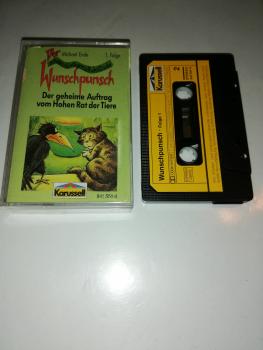 Michael Ende
1. Folge
Der
Wunschpunsch
Der geheime Auftrag
vom Hohen Rat der Tiere
Karussell
Karussell
2
Wunschpunsch - Folge 1